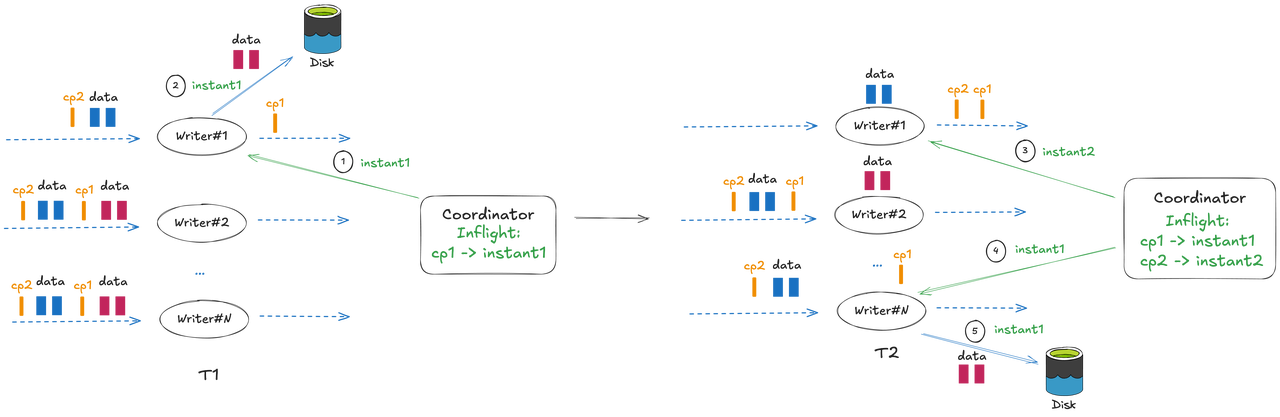 data
Disk
2 instant1
cp2 data
cp1
Writer#1
1 instant1
cp2 data cp1 data
Writer#2
Coordinator
Inflight:
cp1 -> instant1
...
cp2 data cp1 data
Writer#N
T1
data
cp2 cp1
Writer#1
3 instant2
data
cp2 data cp1
Writer#2
Coordinator
Inflight:
cp1 -> instant1
cp2 -> instant2
4 instant1
... cp1
cp2 data
Writer#N
5 instant1
T2
data
Disk